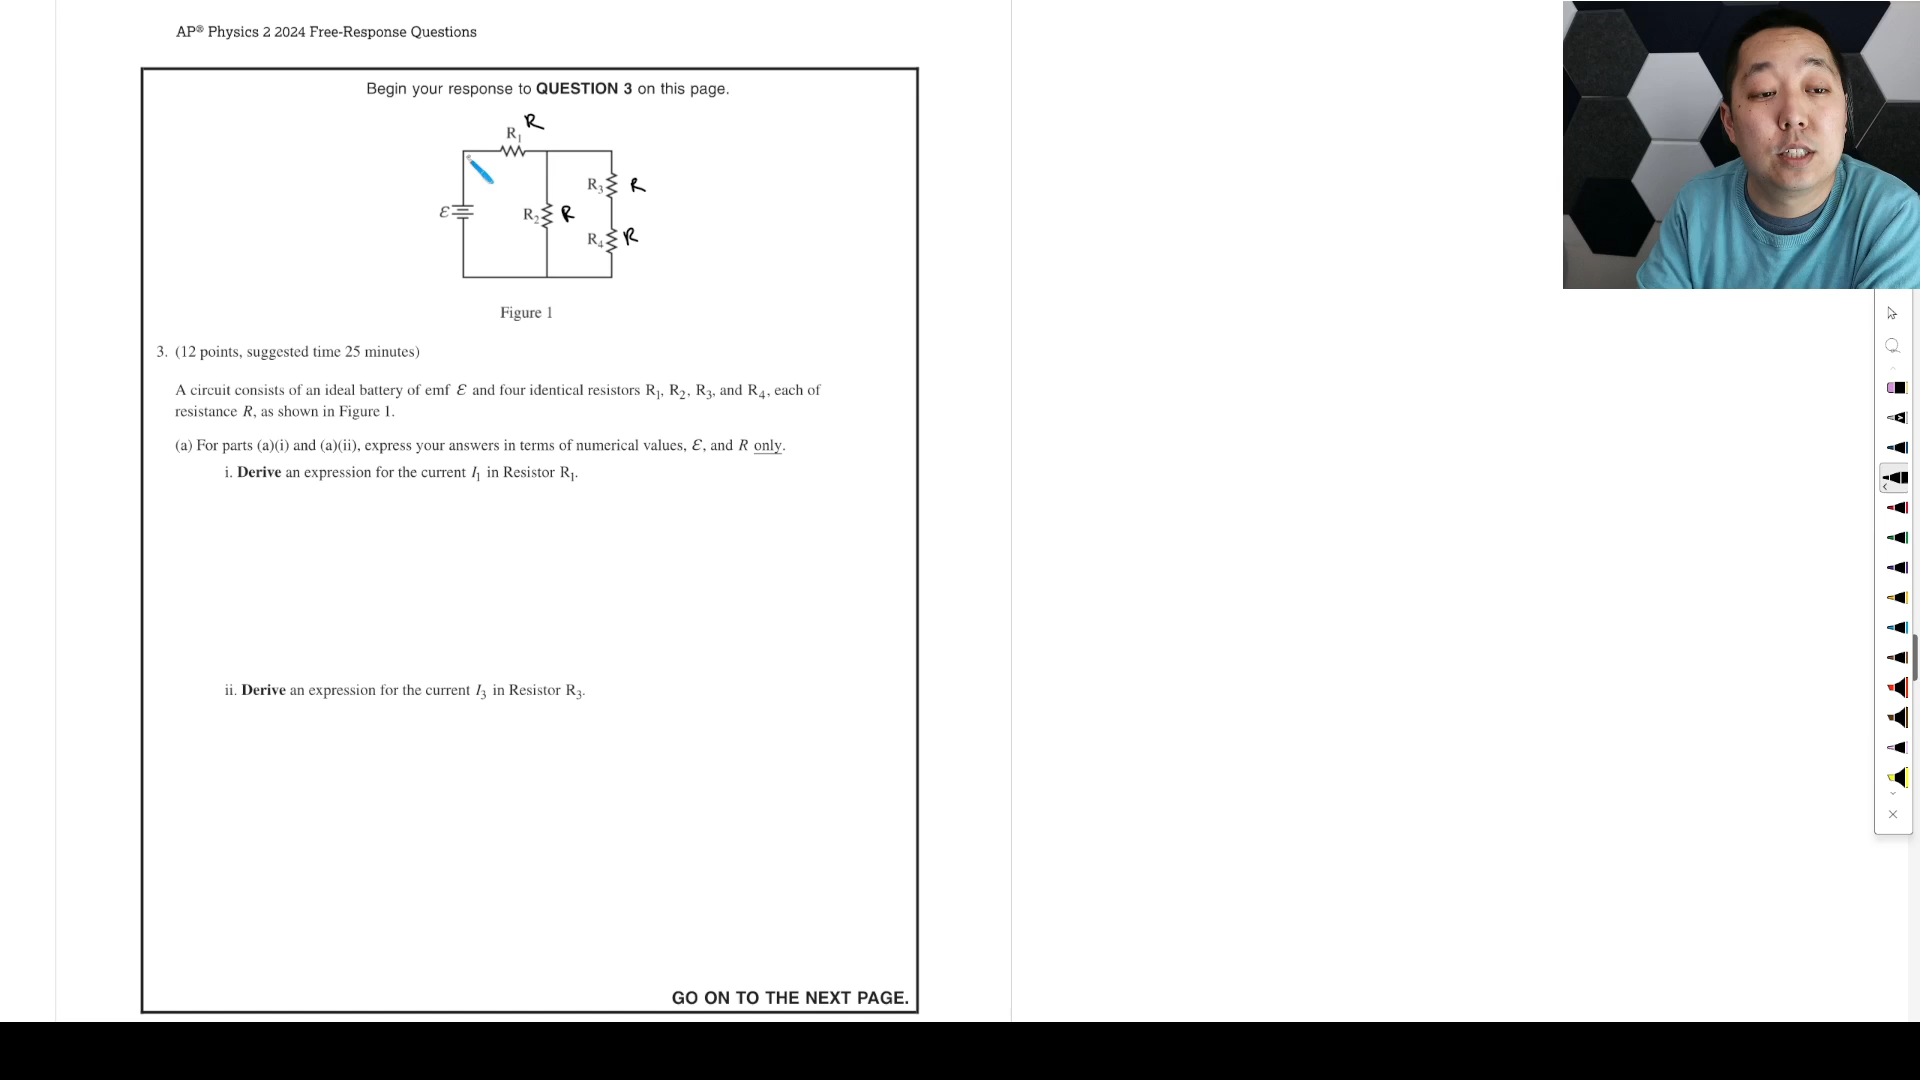 AP® Physics 2 2024 Free-Response Questions
Begin your response to QUESTION 3 on this page.
R₁ R
R₃ R
ℰ R₂ R
R₄ R
Figure 1
3. (12 points, suggested time 25 minutes)
A circuit consists of an ideal battery of emf ℰ and four identical resistors R₁, R₂, R₃, and R₄, each of
resistance R, as shown in Figure 1.
(a) For parts (a)(i) and (a)(ii), express your answers in terms of numerical values, ℰ, and R only.
i. Derive an expression for the current I₁ in Resistor R₁.
ii. Derive an expression for the current I₃ in Resistor R₃.
GO ON TO THE NEXT PAGE.